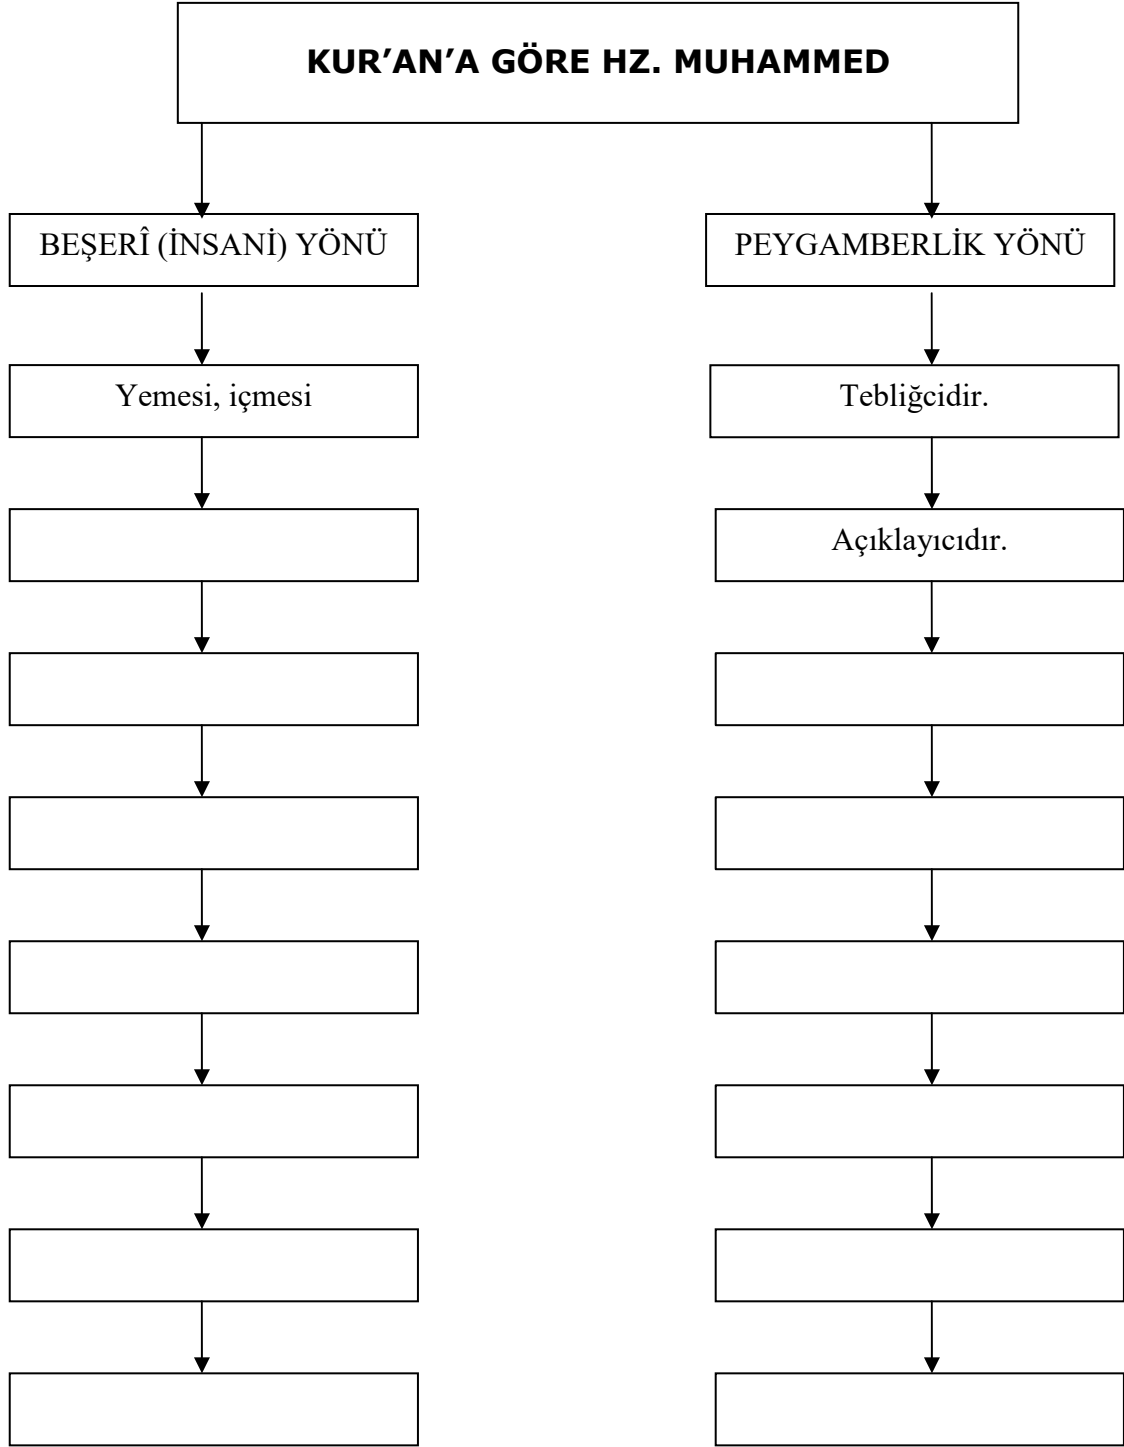 KUR’AN’A GÖRE HZ. MUHAMMED
BEŞERÎ (İNSANİ) YÖNÜ
PEYGAMBERLİK YÖNÜ
Yemesi, içmesi
Tebliğcidir.
Açıklayıcıdır.